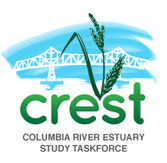 crest
COLUMBIA RIVER ESTUARY
STUDY TASKFORCE